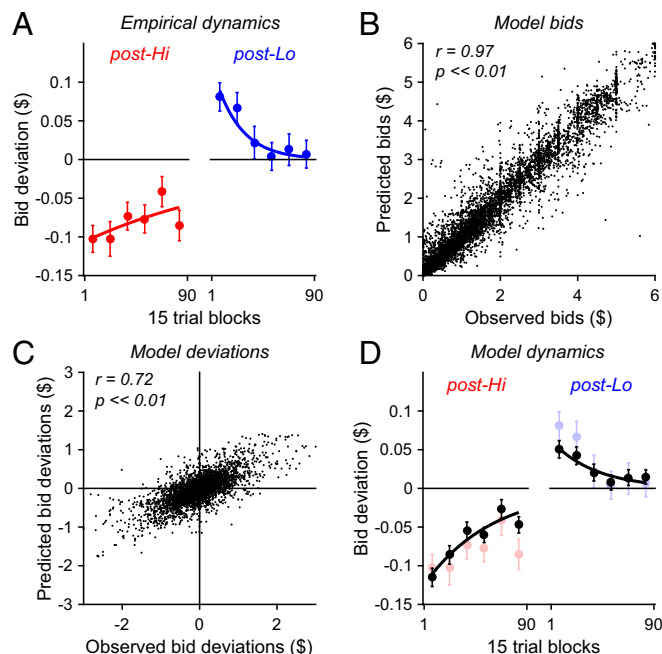 A
Empirical dynamics
post-Hi
post-Lo
Bid deviation ($)
0.1
0.05
0
-0.05
-0.1
-0.15
1
90
1
90
15 trial blocks
B
Model bids
r = 0.97
p << 0.01
Predicted bids ($)
6
5
4
3
2
1
0
0
2
4
6
Observed bids ($)
C
Model deviations
r = 0.72
p << 0.01
Predicted bid deviations ($)
3
2
1
0
-1
-2
-3
-2
0
2
Observed bid deviations ($)
D
Model dynamics
post-Hi
post-Lo
Bid deviation ($)
0.1
0.05
0
-0.05
-0.1
-0.15
1
90
1
90
15 trial blocks